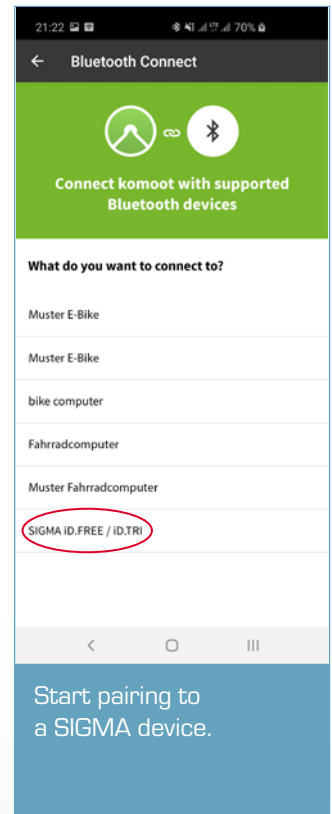 21:22 70%
Bluetooth Connect
Connect komoot with supported
Bluetooth devices
What do you want to connect to?
Muster E-Bike
Muster E-Bike
bike computer
Fahrradcomputer
Muster Fahrradcomputer
SIGMA iD.FREE / iD.TRI
Start pairing to
a SIGMA device.